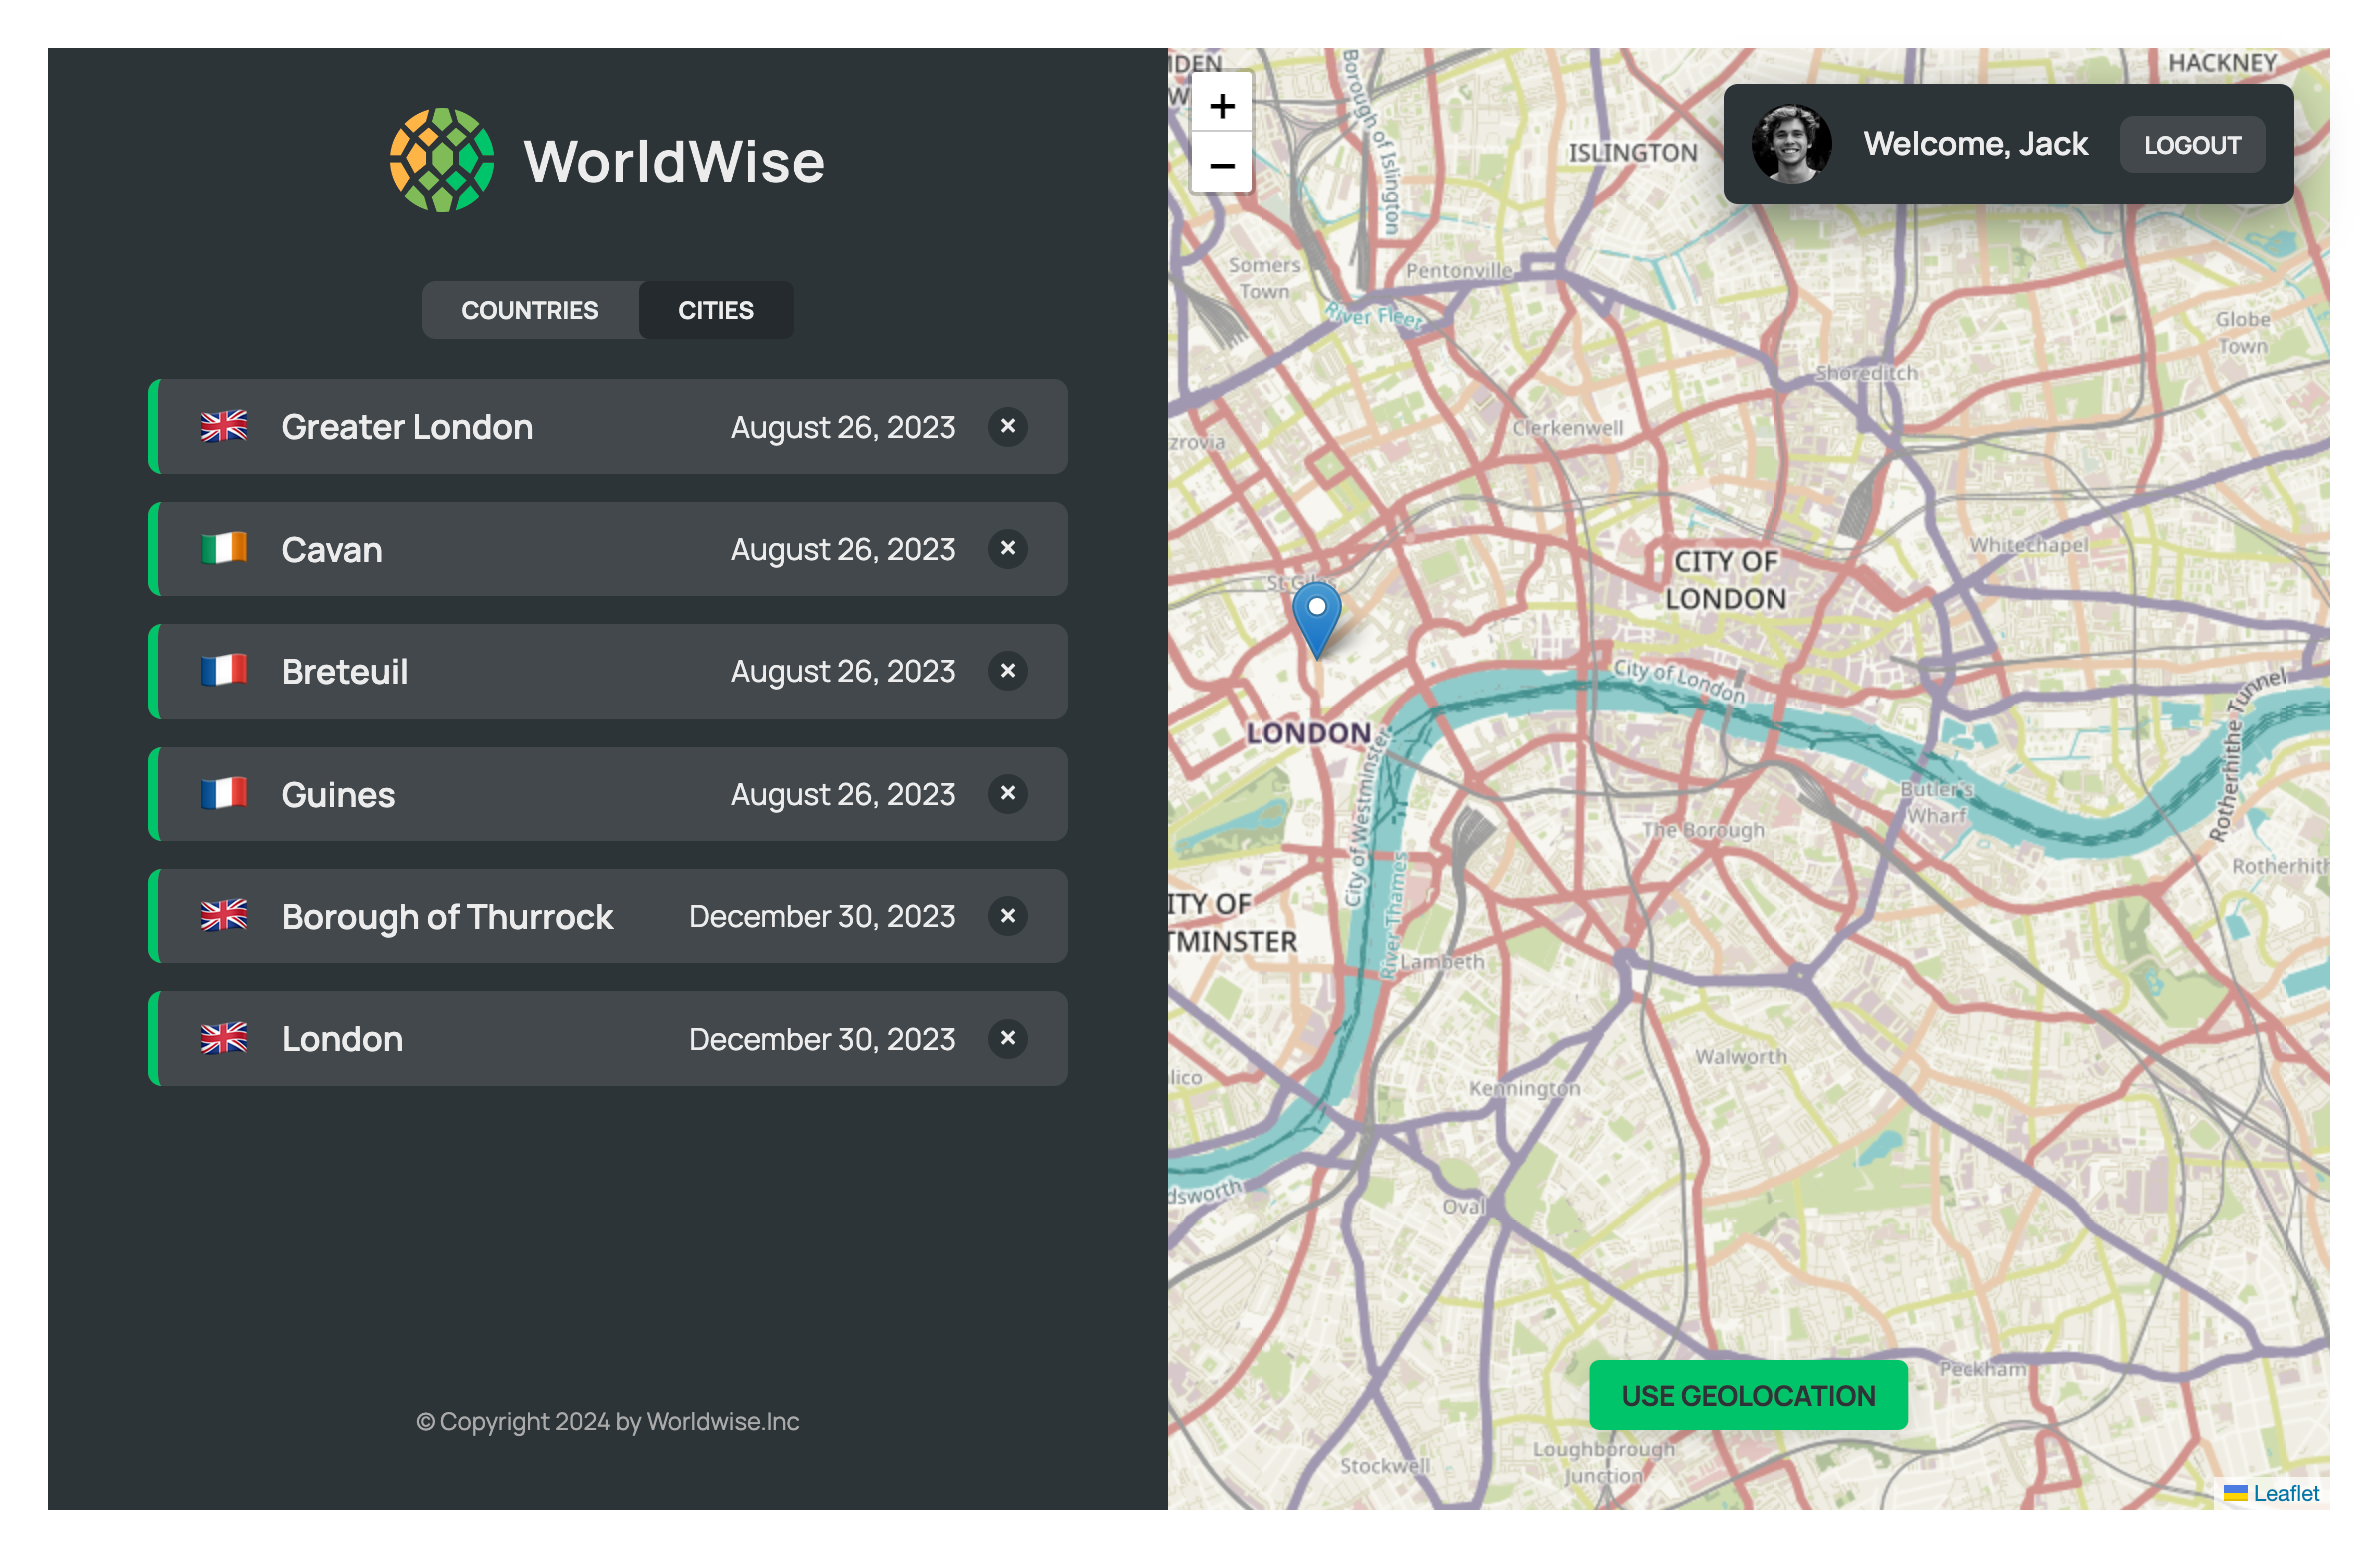 WorldWise
COUNTRIES
CITIES
Greater London
August 26, 2023
×
Cavan
August 26, 2023
×
Breteuil
August 26, 2023
×
Guines
August 26, 2023
×
Borough of Thurrock
December 30, 2023
×
London
December 30, 2023
×
© Copyright 2024 by Worldwise.Inc
+
−
Welcome, Jack
LOGOUT
HACKNEY
Borough of Islington
ISLINGTON
Somers
Town
Pentonville
River Fleet
Globe
Town
Shoreditch
Clerkenwell
zrovia
Whitechapel
CITY OF
LONDON
City of London
LONDON
City of Westminster
River Thames
Rotherhithe Tunnel
Butler's
Wharf
The Borough
Rotherhith
ITY OF
TMINSTER
Lambeth
Walworth
Kennington
lico
dsworth
Oval
Peckham
USE GEOLOCATION
Loughborough
Junction
Stockwell
Leaflet